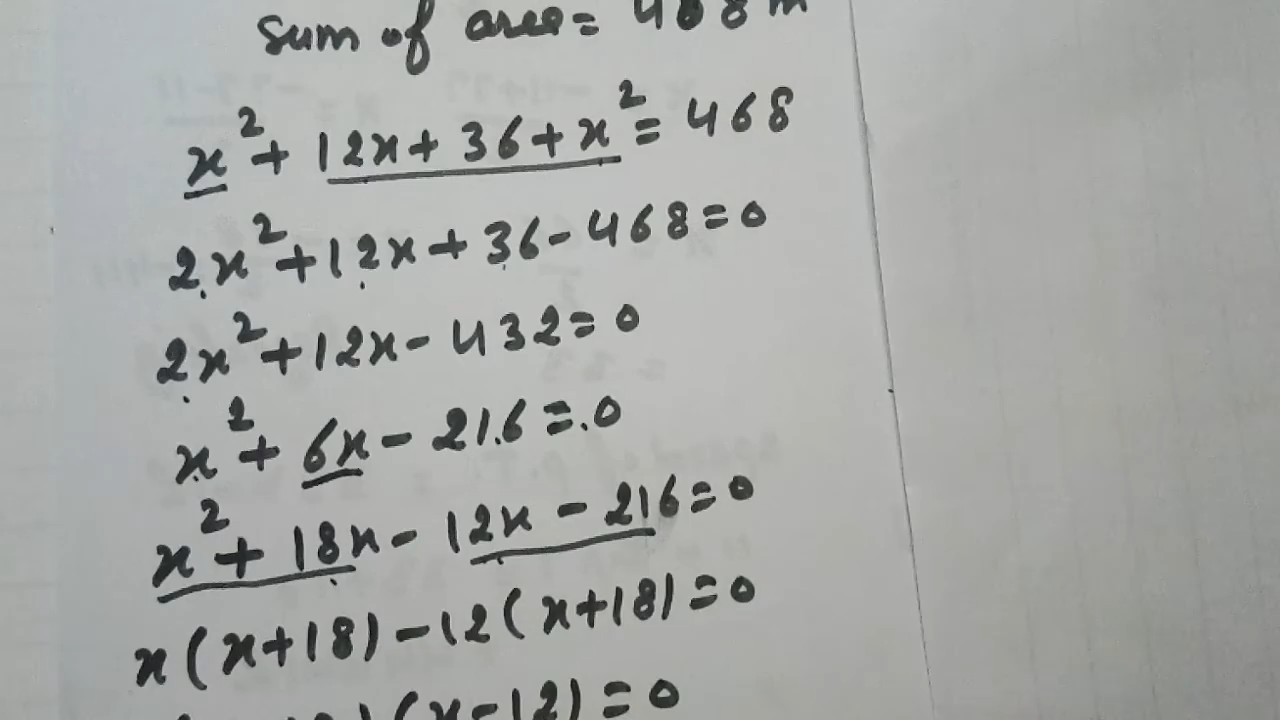 Sum of area = 468 m
x² + 12x + 36 + x² = 468
2x² + 12x + 36 - 468 = 0
2x² + 12x - 432 = 0
x² + 6x - 216 = 0
x² + 18x - 12x - 216 = 0
x(x+18) - 12(x+18) = 0
(x-12) = 0